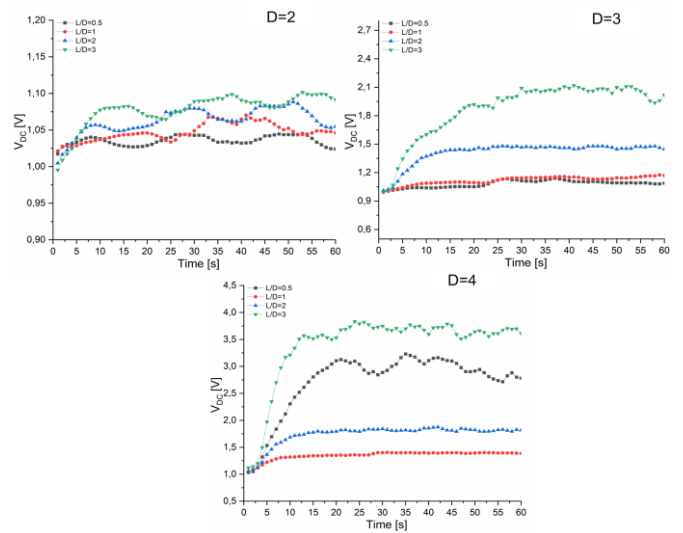 D=2
L/D=0.5
L/D=1
L/D=2
L/D=3
1,20
1,15
1,10
1,05
1,00
0,95
0,90
V_DC [V]
0 5 10 15 20 25 30 35 40 45 50 55 60
Time [s]
D=3
L/D=0.5
L/D=1
L/D=2
L/D=3
2,7
2,4
2,1
1,8
1,5
1,2
0,9
0,6
V_DC [V]
0 5 10 15 20 25 30 35 40 45 50 55 60
Time [s]
D=4
L/D=0.5
L/D=1
L/D=2
L/D=3
4,5
4,0
3,5
3,0
2,5
2,0
1,5
1,0
0,5
V_DC [V]
0 5 10 15 20 25 30 35 40 45 50 55 60
Time [s]